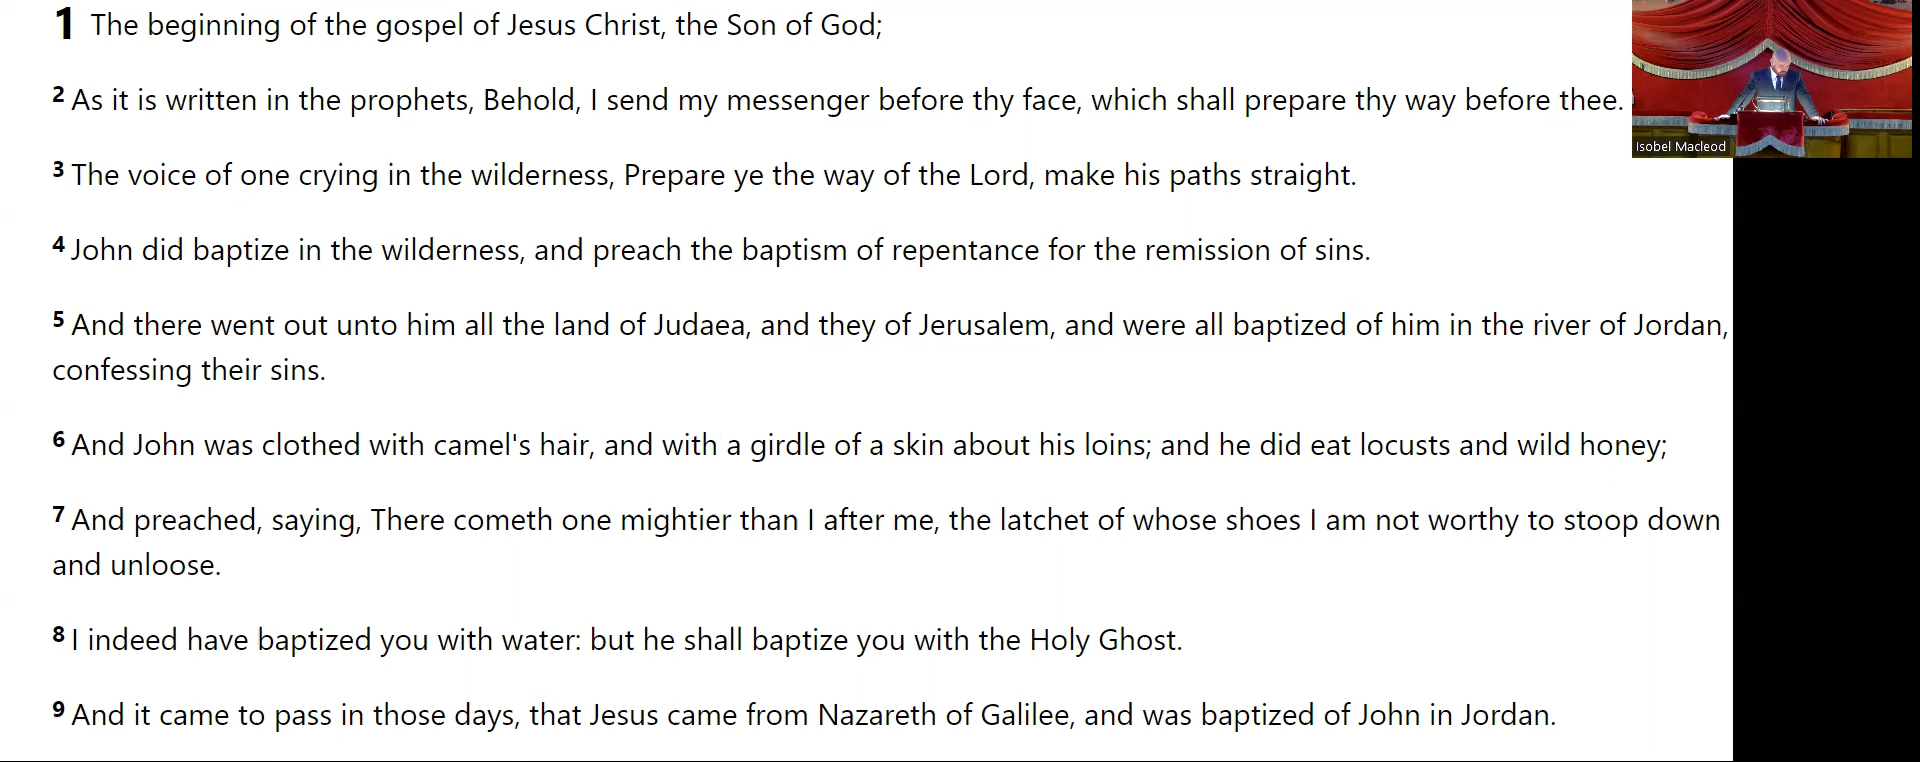 1 The beginning of the gospel of Jesus Christ, the Son of God;
2 As it is written in the prophets, Behold, I send my messenger before thy face, which shall prepare thy way before thee.
Isobel Macleod
3 The voice of one crying in the wilderness, Prepare ye the way of the Lord, make his paths straight.
4 John did baptize in the wilderness, and preach the baptism of repentance for the remission of sins.
5 And there went out unto him all the land of Judaea, and they of Jerusalem, and were all baptized of him in the river of Jordan,
confessing their sins.
6 And John was clothed with camel's hair, and with a girdle of a skin about his loins; and he did eat locusts and wild honey;
7 And preached, saying, There cometh one mightier than I after me, the latchet of whose shoes I am not worthy to stoop down
and unloose.
8 I indeed have baptized you with water: but he shall baptize you with the Holy Ghost.
9 And it came to pass in those days, that Jesus came from Nazareth of Galilee, and was baptized of John in Jordan.